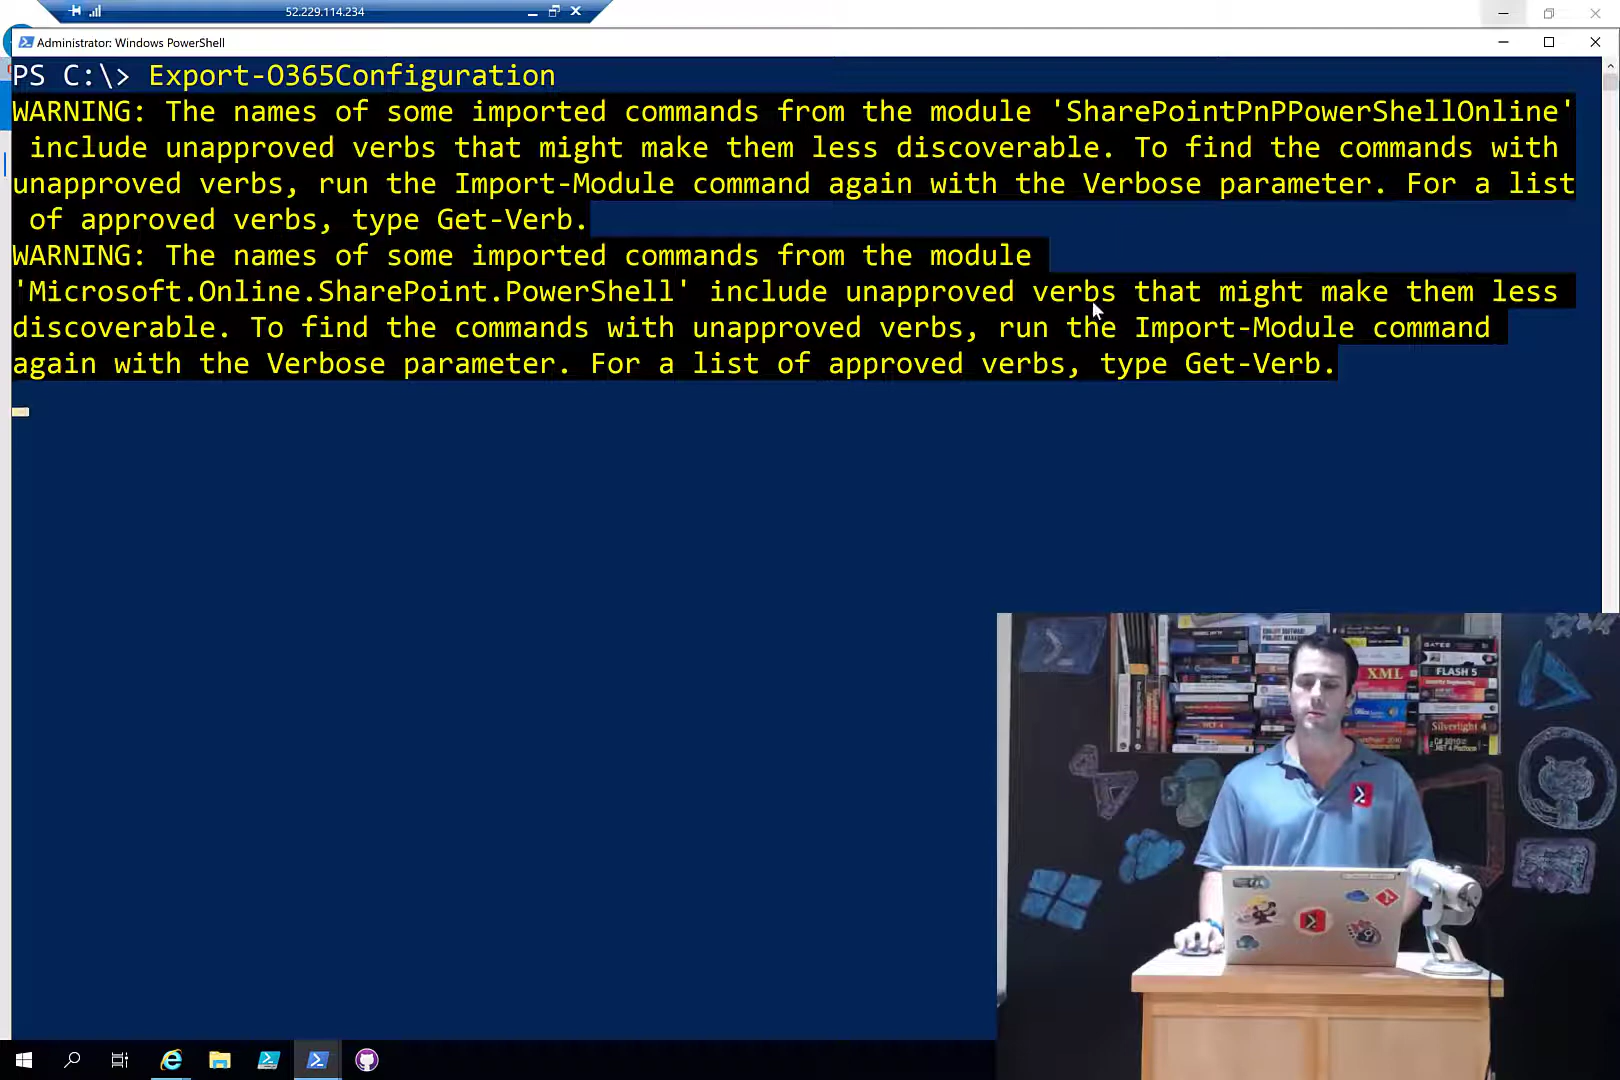 52.229.114.234
Administrator: Windows PowerShell
PS C:\> Export-O365Configuration
WARNING: The names of some imported commands from the module 'SharePointPnPPowerShellOnline'
include unapproved verbs that might make them less discoverable. To find the commands with
unapproved verbs, run the Import-Module command again with the Verbose parameter. For a list
of approved verbs, type Get-Verb.
WARNING: The names of some imported commands from the module
'Microsoft.Online.SharePoint.PowerShell' include unapproved verbs that might make them less
discoverable. To find the commands with unapproved verbs, run the Import-Module command
again with the Verbose parameter. For a list of approved verbs, type Get-Verb.
XML
FLASH 5
Silverlight 4